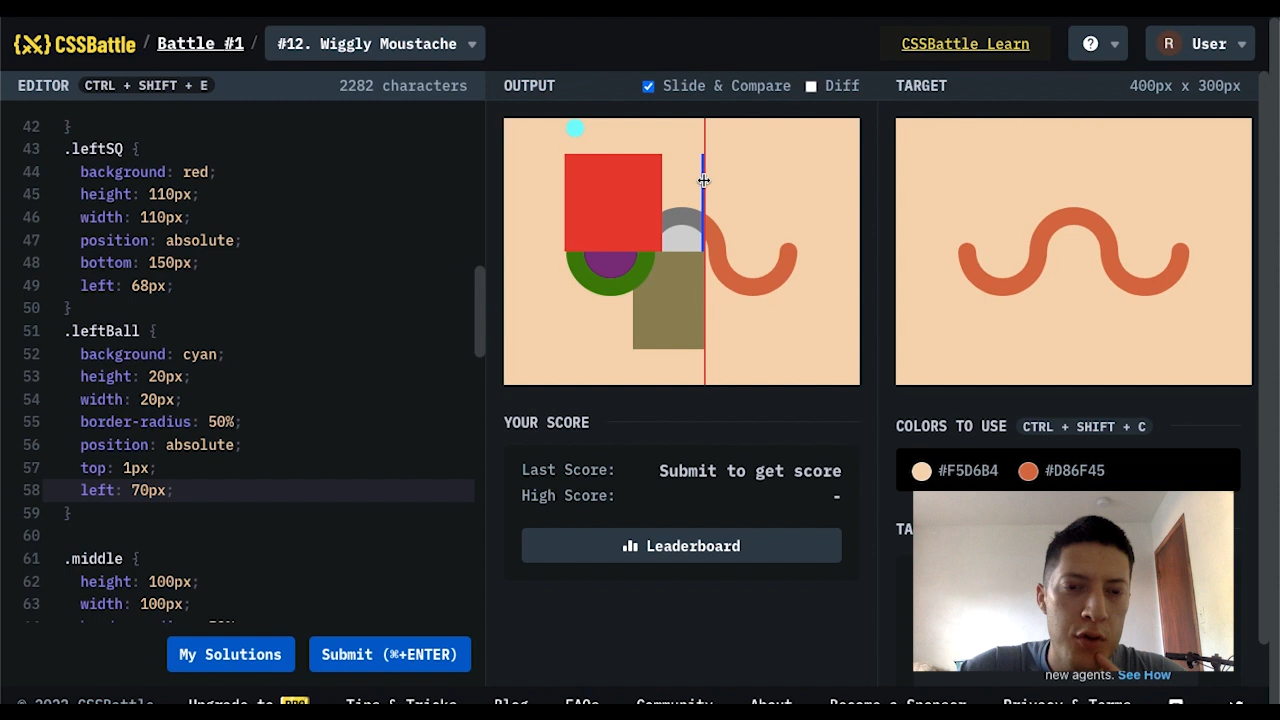 {X} CSSBattle / Battle #1 / #12. Wiggly Moustache
CSSBattle Learn
?
R User
EDITOR CTRL + SHIFT + E 2282 characters
OUTPUT Slide & Compare Diff
TARGET 400px x 300px
42 }
43 .leftSQ {
44 background: red;
45 height: 110px;
46 width: 110px;
47 position: absolute;
48 bottom: 150px;
49 left: 68px;
50 }
51 .leftBall {
52 background: cyan;
53 height: 20px;
54 width: 20px;
55 border-radius: 50%;
56 position: absolute;
57 top: 1px;
58 left: 70px;
59 }
60
61 .middle {
62 height: 100px;
63 width: 100px;
My Solutions
Submit (⌘+ENTER)
YOUR SCORE
Last Score: Submit to get score
High Score: -
Leaderboard
COLORS TO USE CTRL + SHIFT + C
#F5D6B4 #D86F45
TA
new agents. See How